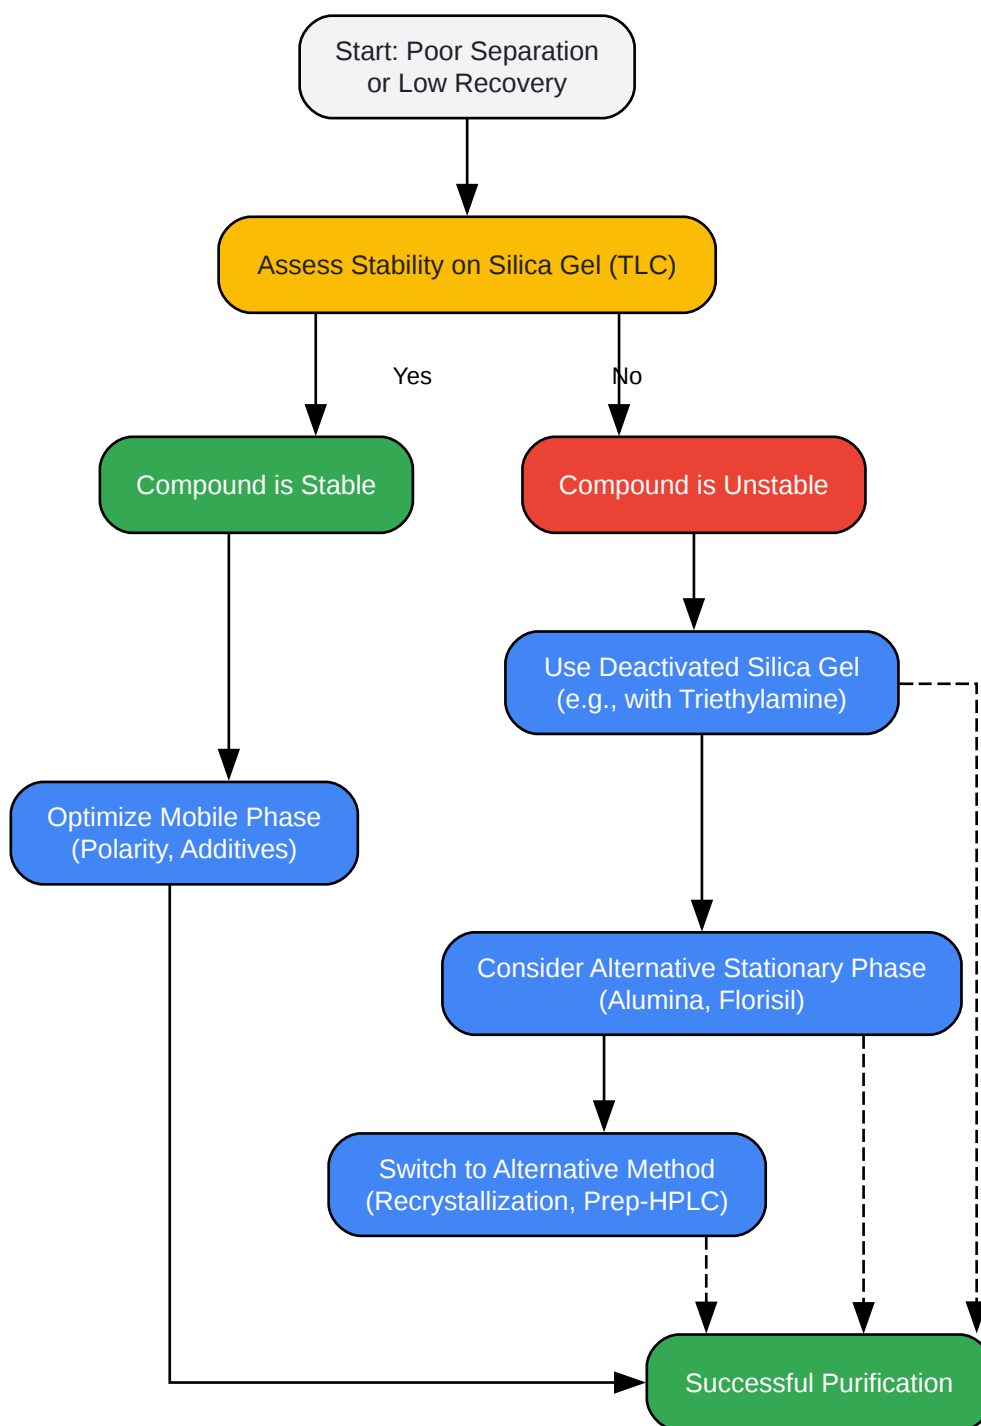 Start: Poor Separation
or Low Recovery
Assess Stability on Silica Gel (TLC)
Yes
No
Compound is Stable
Compound is Unstable
Use Deactivated Silica Gel
(e.g., with Triethylamine)
Optimize Mobile Phase
(Polarity, Additives)
Consider Alternative Stationary Phase
(Alumina, Florisil)
Switch to Alternative Method
(Recrystallization, Prep-HPLC)
Successful Purification